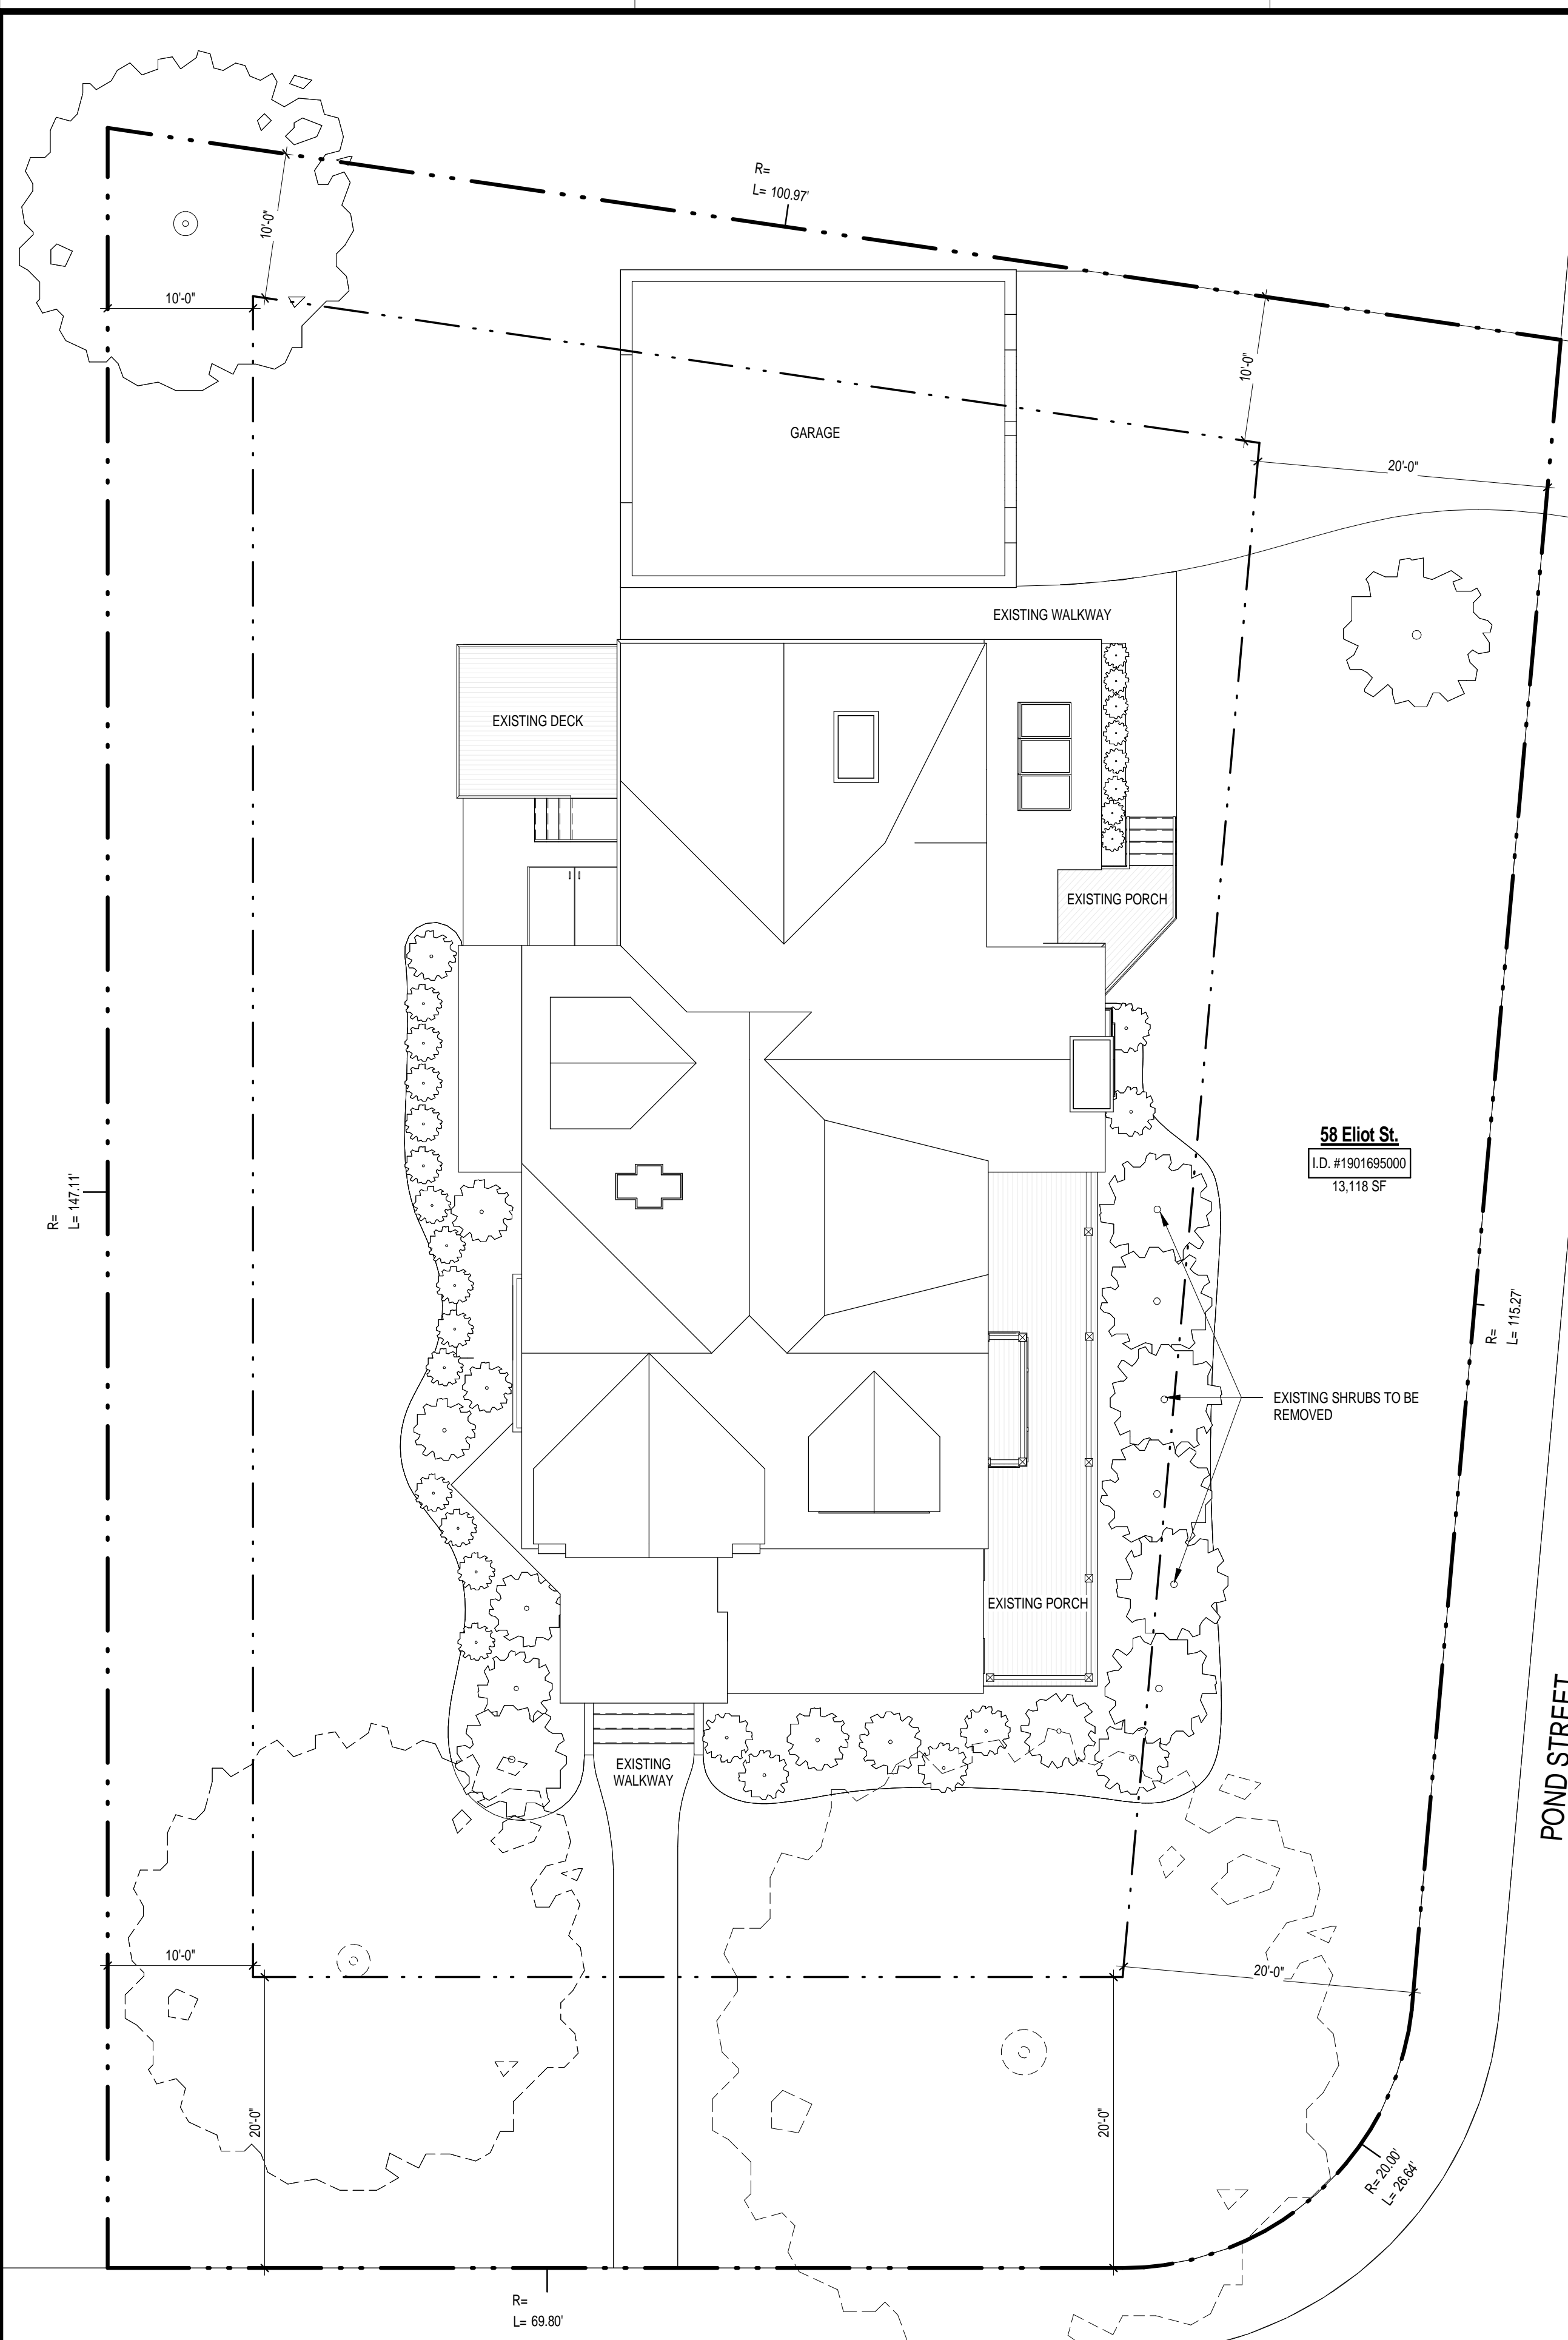 R=
L= 100.97'
10'-0"
10'-0"
10'-0"
GARAGE
20'-0"
EXISTING WALKWAY
EXISTING DECK
EXISTING PORCH
58 Eliot St.
I.D. #1901695000
13,118 SF
R=
L= 147.11'
R=
L= 115.27'
EXISTING SHRUBS TO BE
REMOVED
EXISTING PORCH
POND STREET
EXISTING
WALKWAY
10'-0"
20'-0"
20'-0"
20'-0"
R= 20.00'
L= 26.64'
R=
L= 69.80'